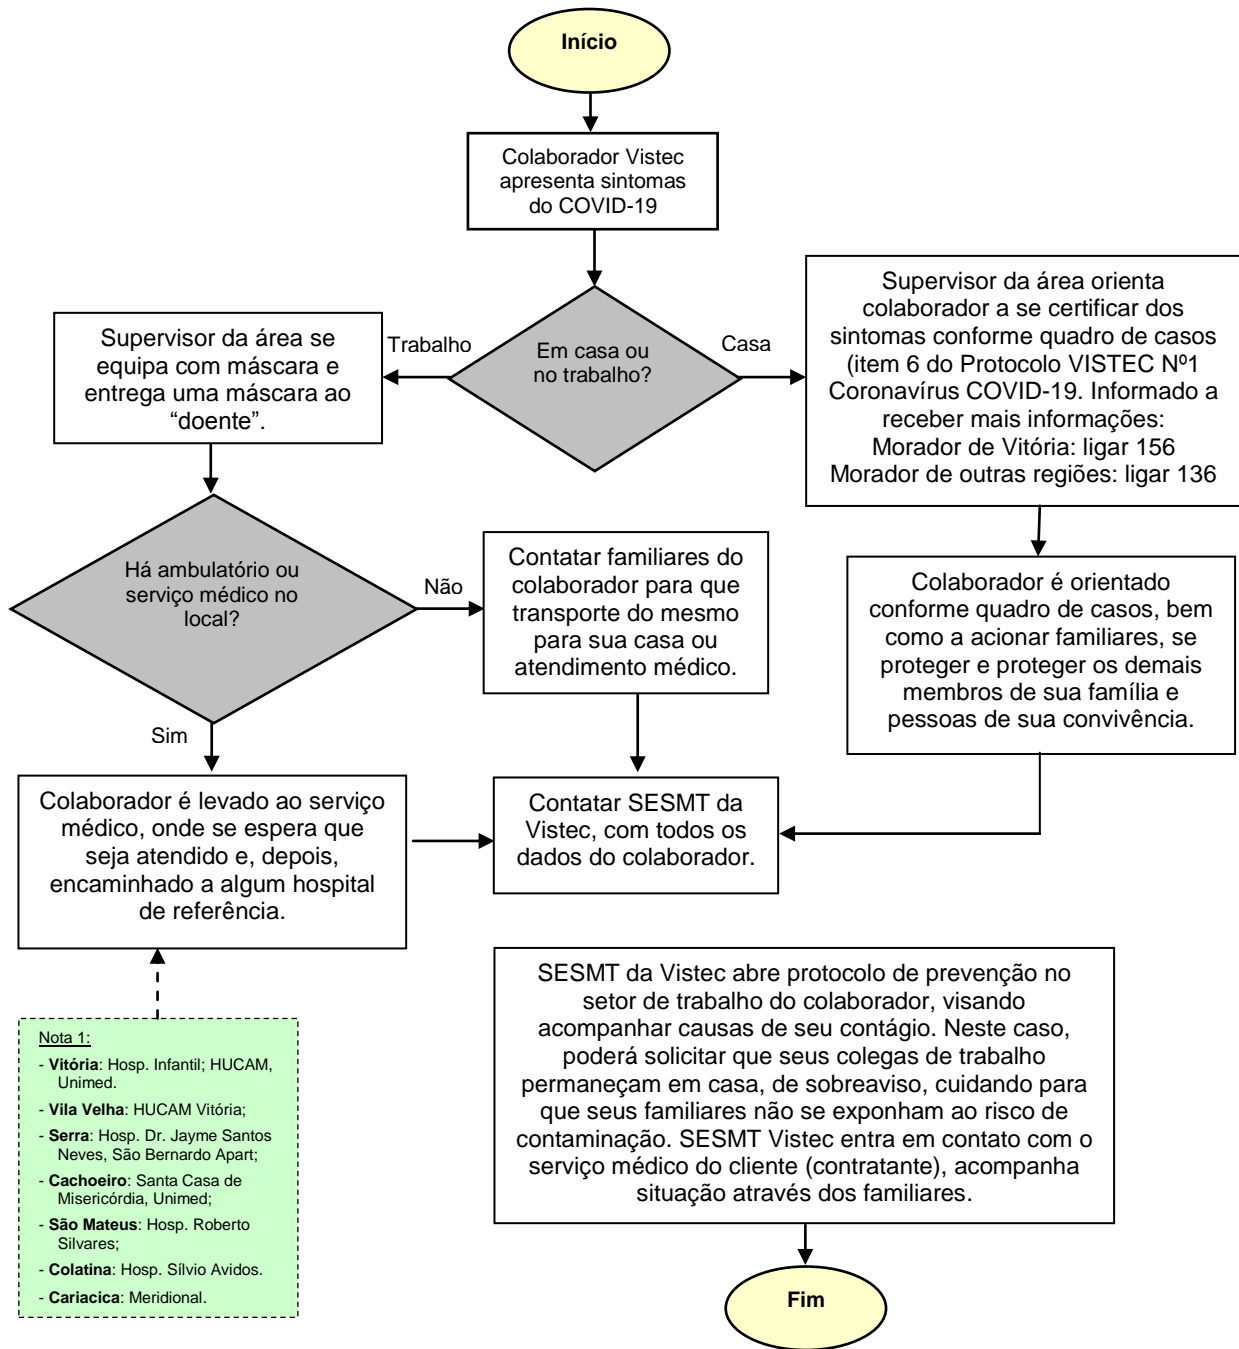 Início
Colaborador Vistec
apresenta sintomas
do COVID-19
Em casa ou
no trabalho?
Trabalho
Casa
Supervisor da área se
equipa com máscara e
entrega uma máscara ao
“doente”.
Supervisor da área orienta
colaborador a se certificar dos
sintomas conforme quadro de casos
(item 6 do Protocolo VISTEC Nº1
Coronavírus COVID-19. Informado a
receber mais informações:
Morador de Vitória: ligar 156
Morador de outras regiões: ligar 136
Há ambulatório ou
serviço médico no
local?
Não
Sim
Contatar familiares do
colaborador para que
transporte do mesmo
para sua casa ou
atendimento médico.
Colaborador é orientado
conforme quadro de casos, bem
como a acionar familiares, se
proteger e proteger os demais
membros de sua família e
pessoas de sua convivência.
Colaborador é levado ao serviço
médico, onde se espera que
seja atendido e, depois,
encaminhado a algum hospital
de referência.
Contatar SESMT da
Vistec, com todos os
dados do colaborador.
SESMT da Vistec abre protocolo de prevenção no
setor de trabalho do colaborador, visando
acompanhar causas de seu contágio. Neste caso,
poderá solicitar que seus colegas de trabalho
permaneçam em casa, de sobreaviso, cuidando para
que seus familiares não se exponham ao risco de
contaminação. SESMT Vistec entra em contato com o
serviço médico do cliente (contratante), acompanha
situação através dos familiares.
Nota 1:
- Vitória: Hosp. Infantil; HUCAM,
Unimed.
- Vila Velha: HUCAM Vitória;
- Serra: Hosp. Dr. Jayme Santos
Neves, São Bernardo Apart;
- Cachoeiro: Santa Casa de
Misericórdia, Unimed;
- São Mateus: Hosp. Roberto
Silvares;
- Colatina: Hosp. Sílvio Avidos.
- Cariacica: Meridional.
Fim